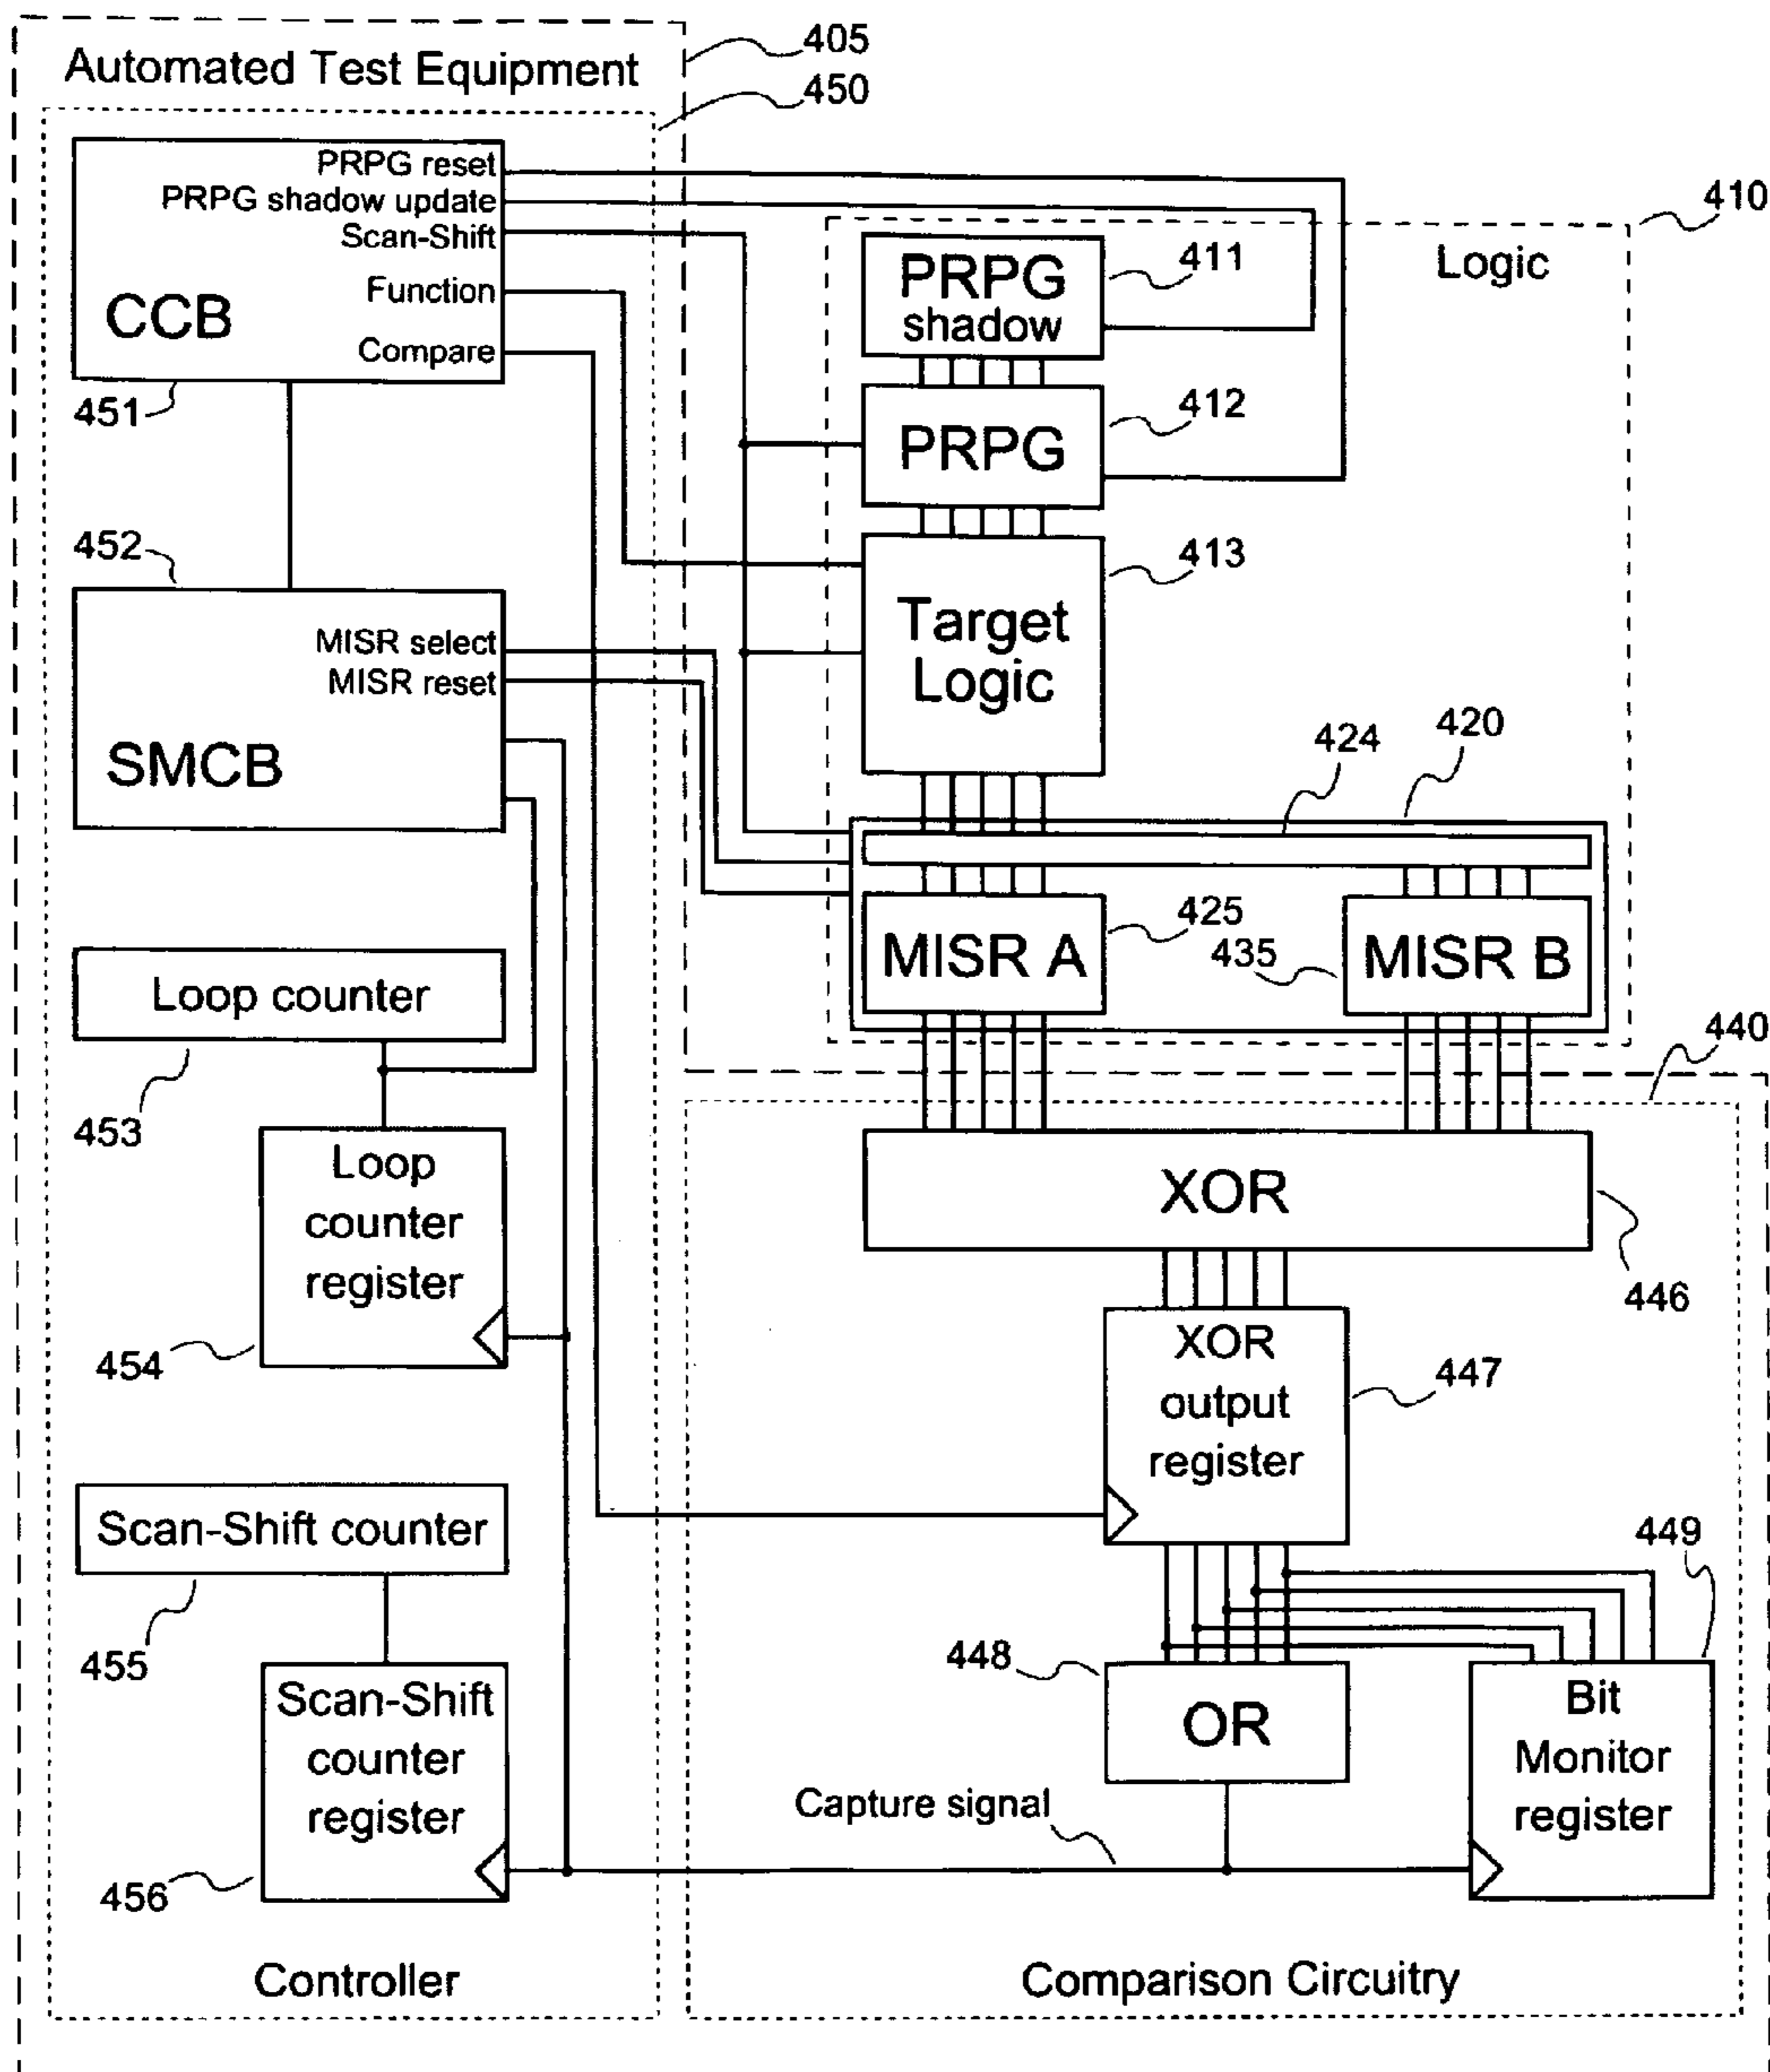 Automated Test Equipment
405
450
PRPG reset
PRPG shadow update
Scan-Shift
Function
CCB
Compare
451
410
Logic
PRPG
shadow
411
PRPG
412
452
413
Target
Logic
MISR select
MISR reset
SMCB
424
420
MISR A
425
435
MISR B
Loop counter
453
440
Loop
counter
register
454
XOR
446
XOR
output
register
447
Scan-Shift counter
455
449
448
OR
Bit
Monitor
register
Scan-Shift
counter
register
456
Capture signal
Controller
Comparison Circuitry